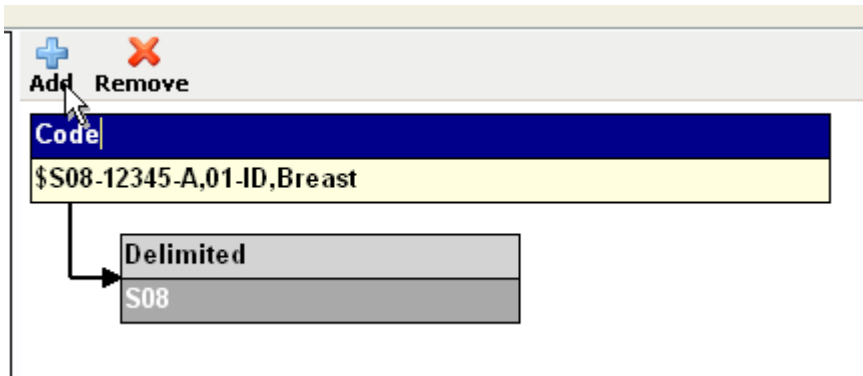 Add Remove
Code
$S08-12345-A,01-ID,Breast
Delimited
S08